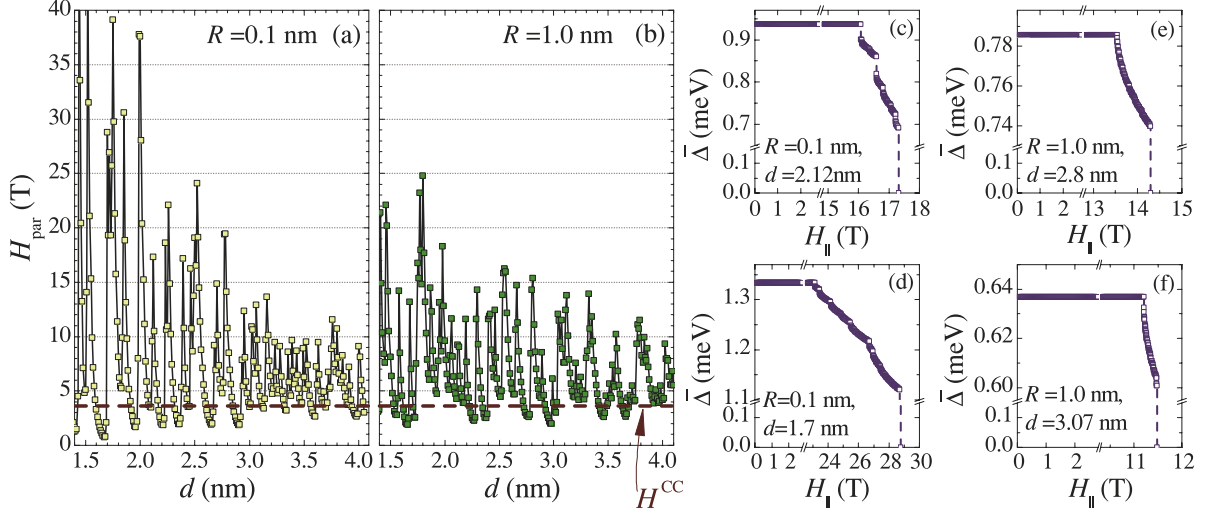 R =0.1 nm (a)
40
35
30
25
20
15
10
5
0
H_par (T)
1.5 2.0 2.5 3.0 3.5 4.0
d (nm)
R =1.0 nm
(b)
1.5 2.0 2.5 3.0 3.5 4.0
d (nm)
H^CC
(c)
0.9
0.8
0.7
0.1
0.0
Δ̄ (meV)
R=0.1 nm,
d=2.12nm
0 1 2 15 16 17 18
H_∥ (T)
(e)
0.78
0.76
0.74
0.1
0.0
Δ̄ (meV)
R=1.0 nm,
d=2.8 nm
0 1 2 13 14 15
H_∥ (T)
(d)
1.3
1.2
1.1
0.1
0.0
Δ̄ (meV)
R=0.1 nm,
d=1.7 nm
0 1 2 24 26 28 30
H_∥ (T)
(f)
0.64
0.62
0.60
0.1
0.0
Δ̄ (meV)
R=1.0 nm,
d=3.07 nm
0 1 2 11 12
H_∥ (T)